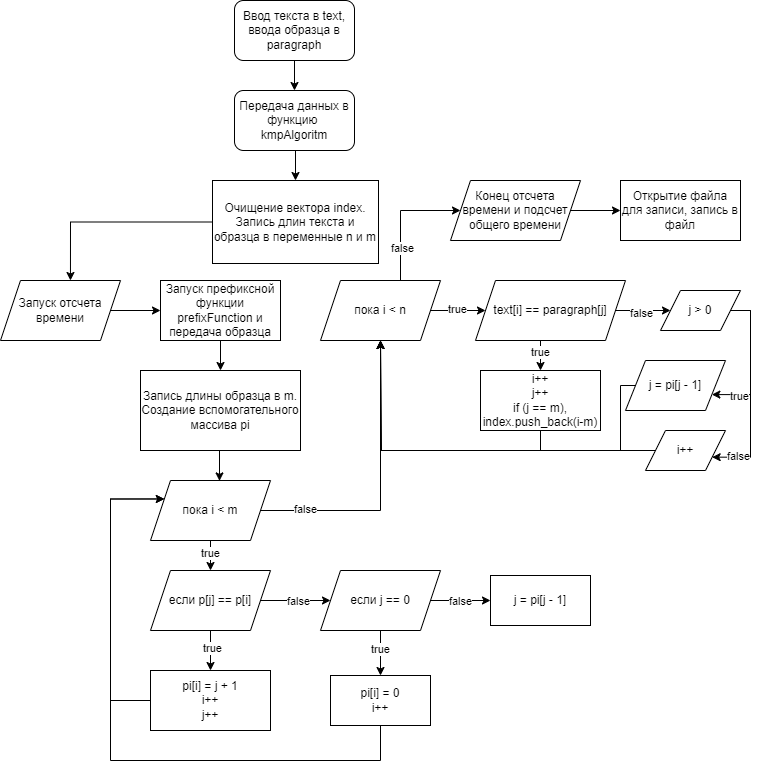 Ввод текста в text,
ввода образца в
paragraph
Передача данных в
функцию
kmpAlgoritm
Очищение вектора index.
Запись длин текста и
образца в переменные n и m
Конец отсчета
времени и подсчет
общего времени
Открытие файла
для записи, запись в
файл
false
Запуск отсчета
времени
Запуск префиксной
функции
prefixFunction и
передача образца
пока i < n
true
text[i] == paragraph[j]
false
j > 0
true
i++
j++
if (j == m),
index.push_back(i-m)
j = pi[j - 1]
true
i++
false
Запись длины образца в m.
Создание вспомогательного
массива pi
пока i < m
false
true
если p[j] == p[i]
false
если j == 0
false
j = pi[j - 1]
true
true
pi[i] = j + 1
i++
j++
pi[i] = 0
i++